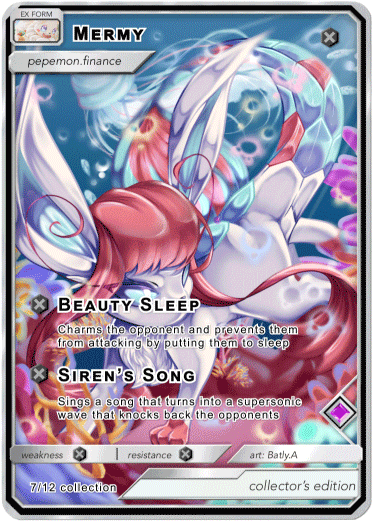 EX FORM
MERMY
pepemon.finance
BEAUTY SLEEP
Charms the opponent and prevents them
from attacking by putting them to sleep
SIREN'S SONG
Sings a song that turns into a supersonic
wave that knocks back the opponents
weakness resistance art: Batly.A
7/12 collection collector's edition